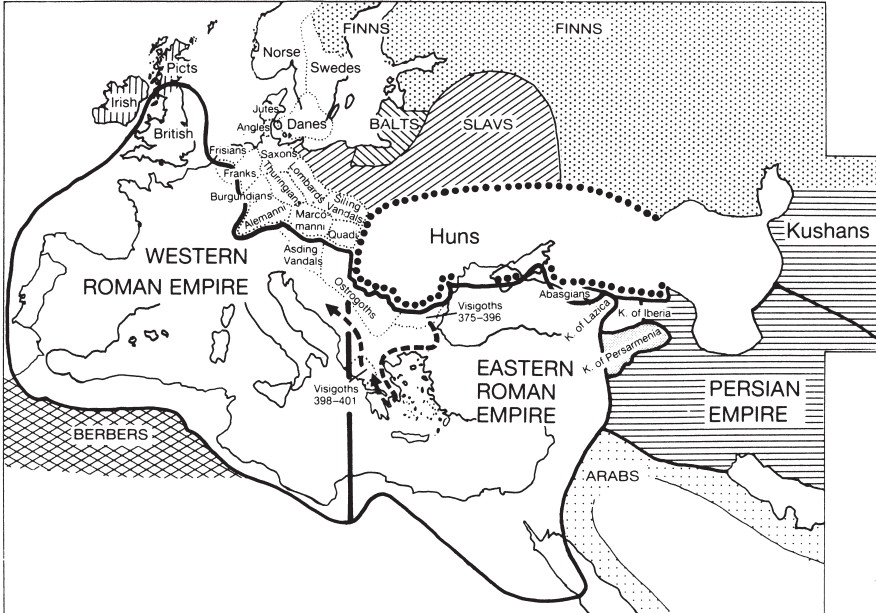 FINNS
FINNS
Norse
Swedes
Picts
Irish
Jutes
Danes
BALTS
SLAVS
British
Angles
Frisians
Saxons
Franks
Thuringians
Lombards
Siling
Vandals
Burgundians
Alemanni
Marco
manni
Quadi
Huns
Kushans
Asding
Vandals
WESTERN
ROMAN EMPIRE
Ostrogoths
Abasgians
Visigoths
375–396
K. of Lazica
K. of Iberia
K. of Persarmenia
Visigoths
398–401
EASTERN
ROMAN
EMPIRE
PERSIAN
EMPIRE
BERBERS
ARABS